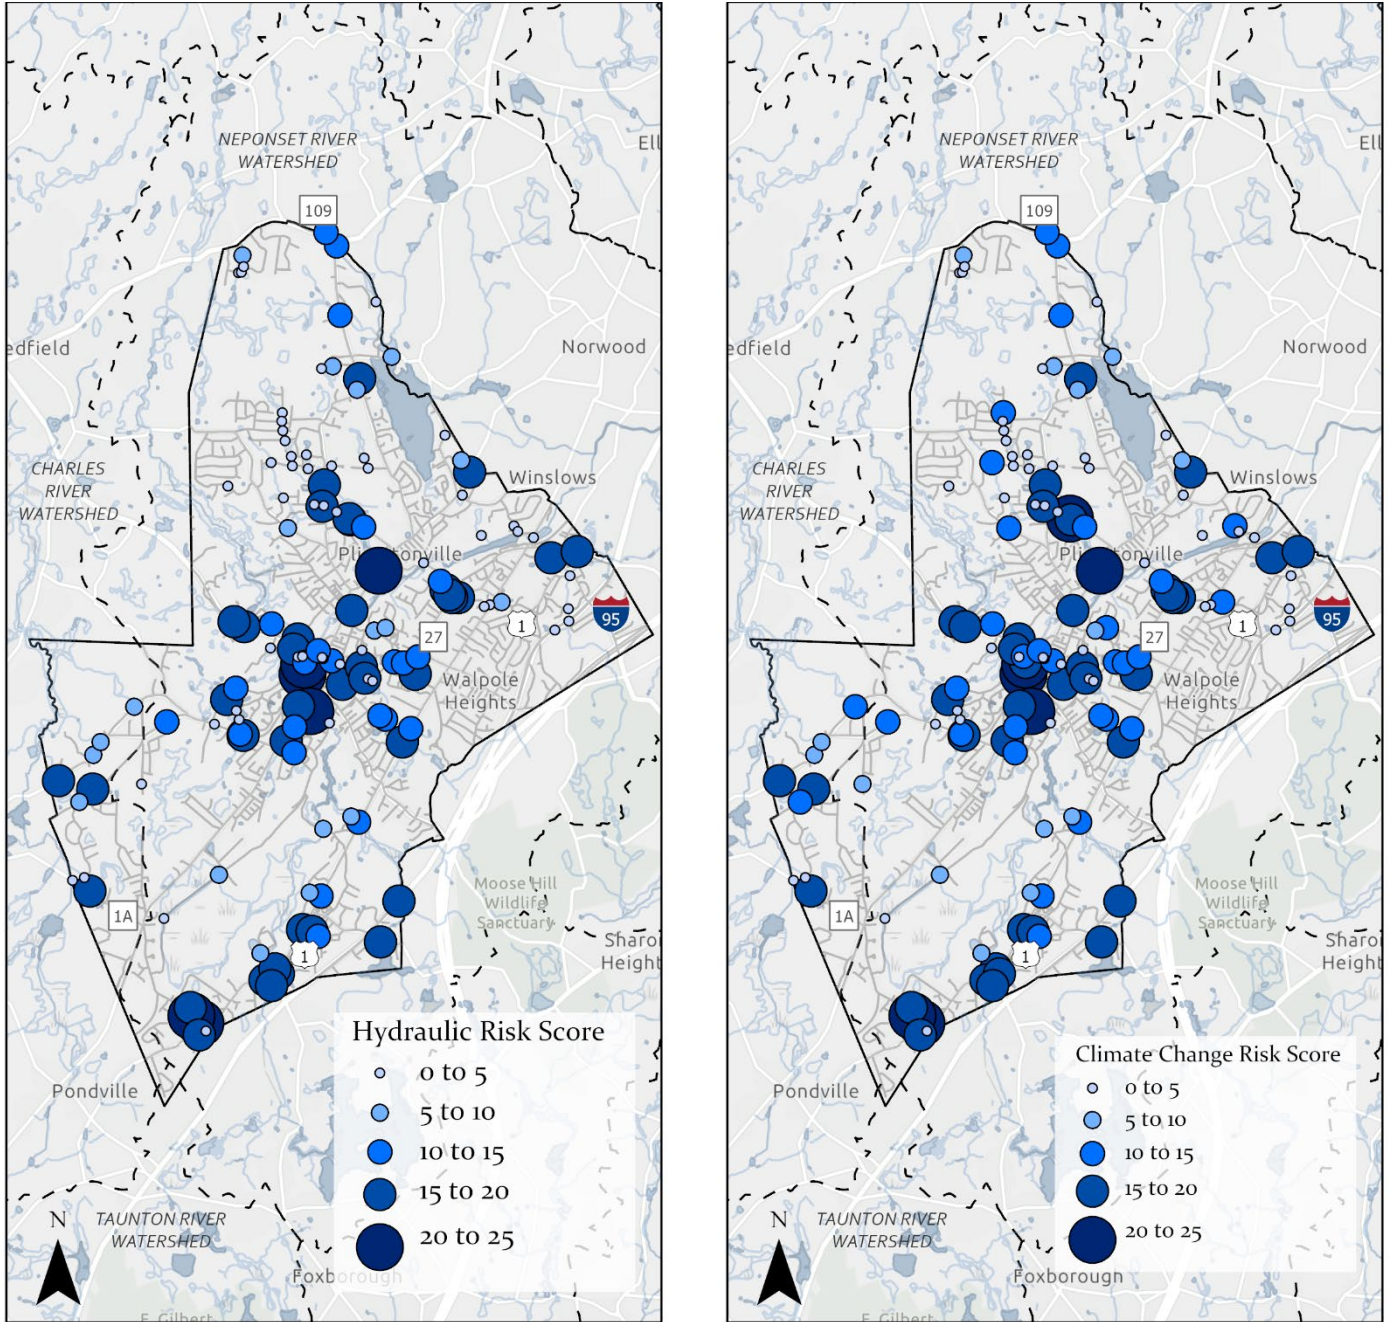 NEPONSET RIVER
WATERSHED
Ell
109
edfield
Norwood
CHARLES
RIVER
WATERSHED
Winslows
95
1
27
Walpole
Heights
Moose Hill
Wildlife
Sanctuary
1A
Sharon
Height
1
Pondville
Hydraulic Risk Score
0 to 5
5 to 10
10 to 15
15 to 20
20 to 25
N
TAUNTON RIVER
WATERSHED
Foxborough
F. Gilbert
NEPONSET RIVER
WATERSHED
Ell
109
edfield
Norwood
CHARLES
RIVER
WATERSHED
Winslows
95
1
27
Walpole
Heights
Moose Hill
Wildlife
Sanctuary
1A
Sharon
Height
1
Pondville
Climate Change Risk Score
0 to 5
5 to 10
10 to 15
15 to 20
20 to 25
N
TAUNTON RIVER
WATERSHED
Foxborough
F. Gilbert